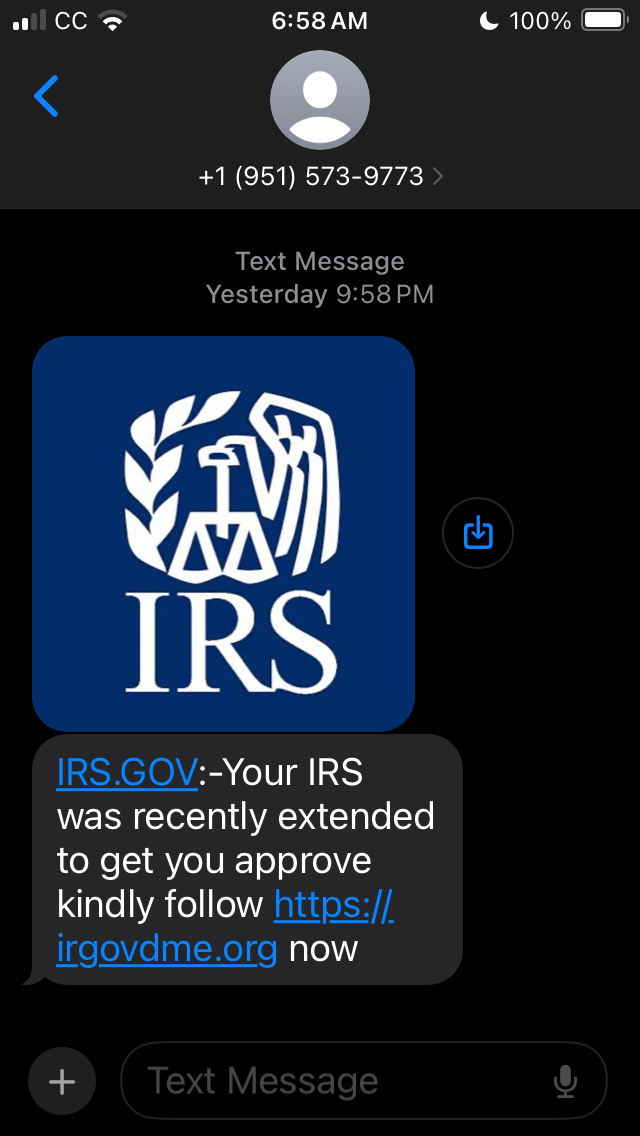 CC 6:58 AM 100%
+1 (951) 573-9773
Text Message
Yesterday 9:58 PM
IRS
IRS.GOV:-Your IRS
was recently extended
to get you approve
kindly follow https://
irgovdme.org now
Text Message